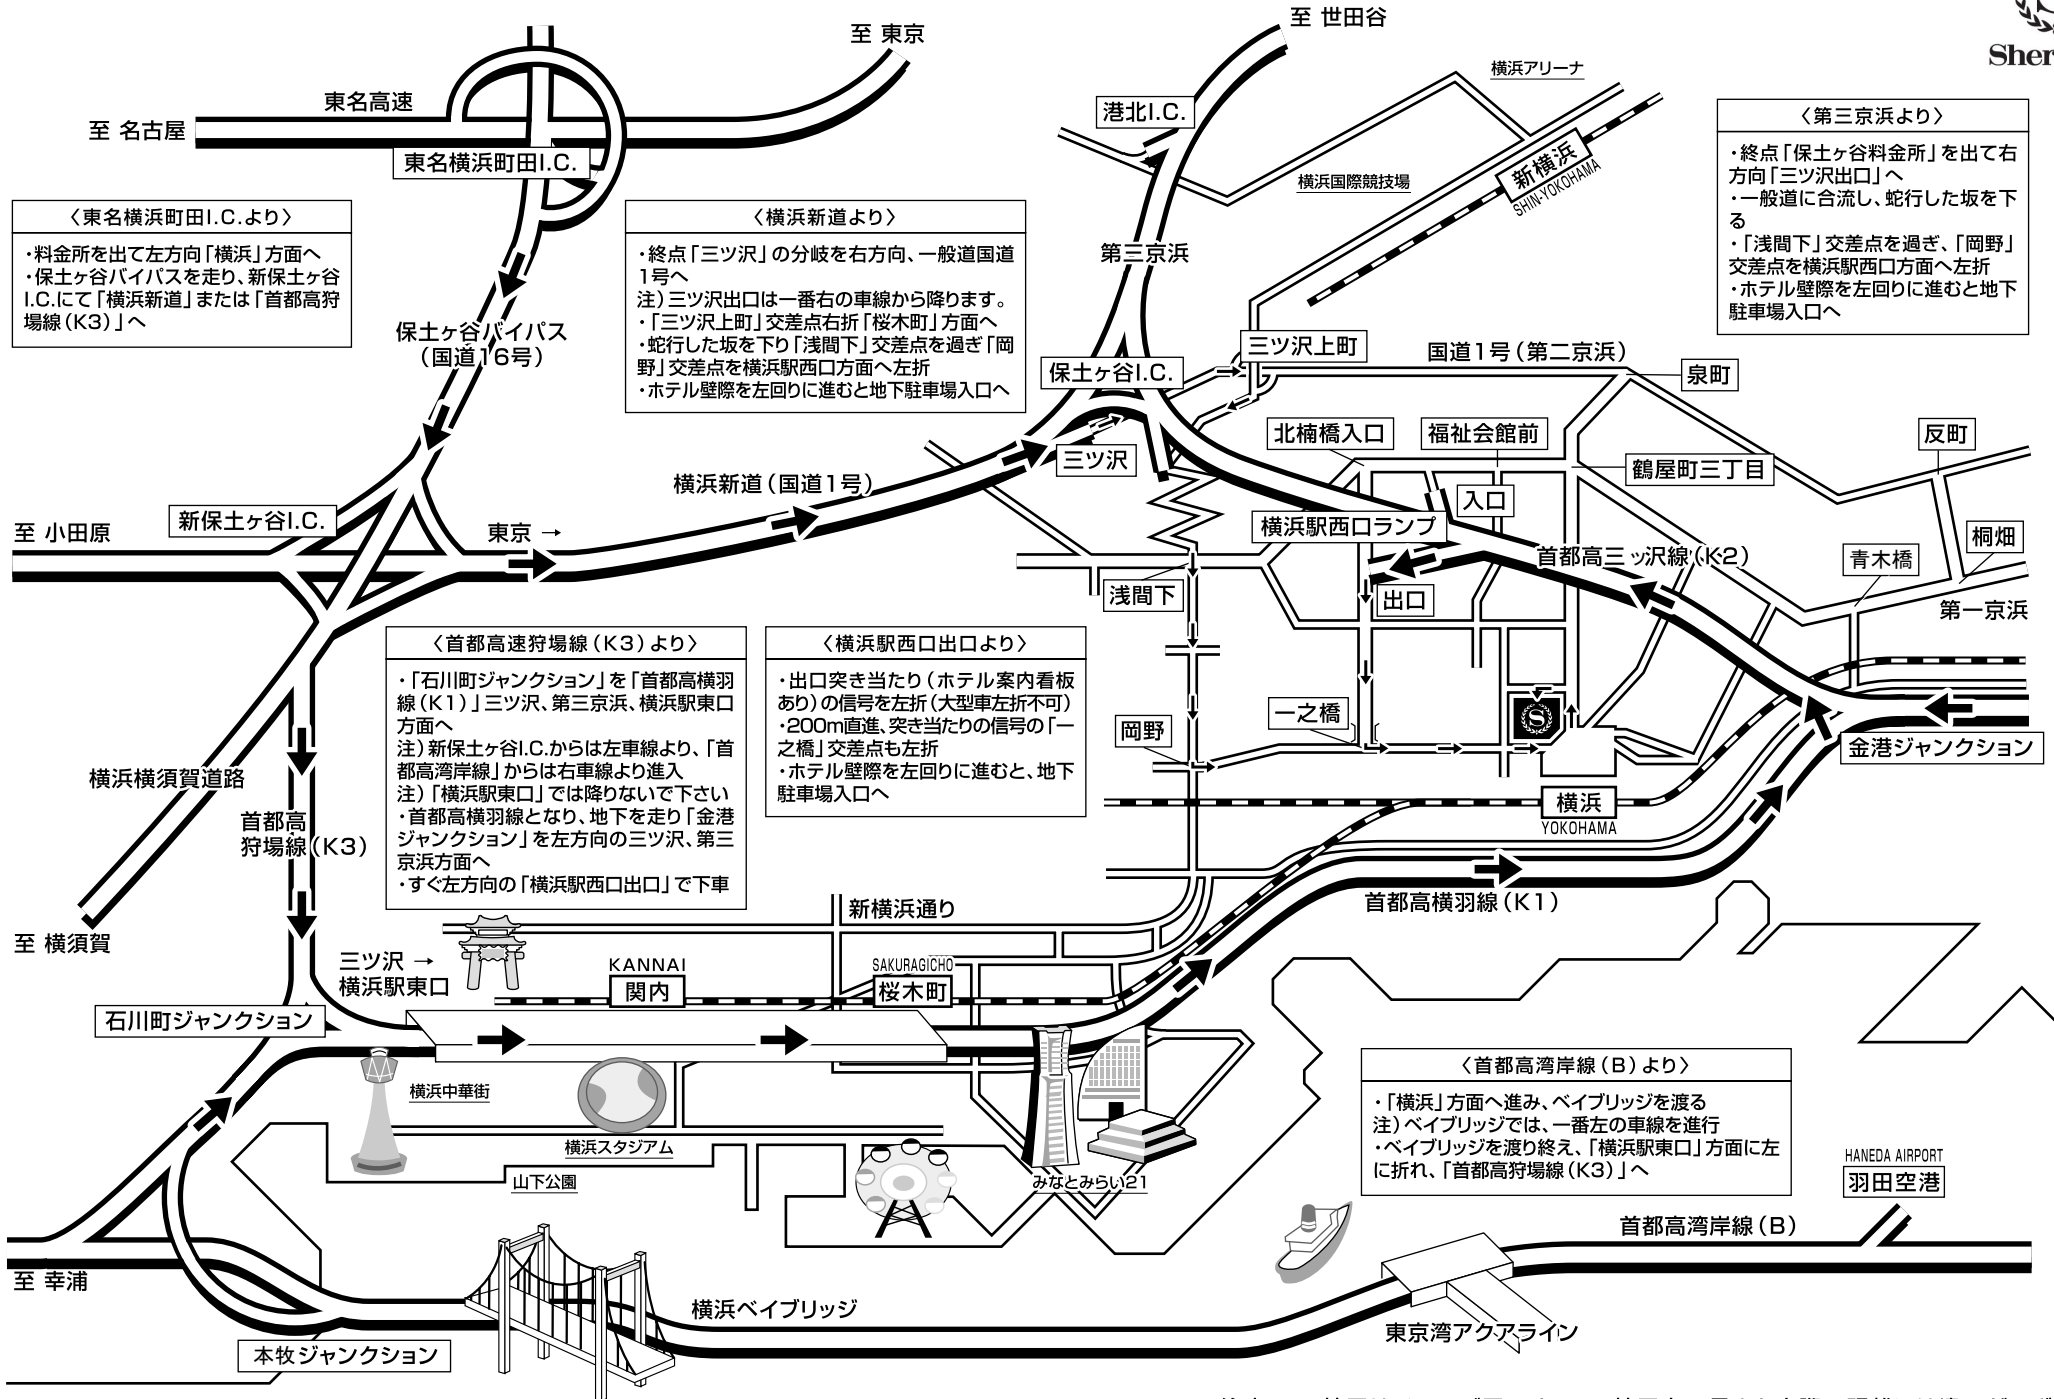 至 世田谷
至 東京
Sher
横浜アリーナ
東名高速
港北I.C.
至 名古屋
東名横浜町田I.C.
新横浜
SHIN-YOKOHAMA
横浜国際競技場
〈第三京浜より〉
・終点「保土ヶ谷料金所」を出て右
方向「三ツ沢出口」へ
・一般道に合流し、蛇行した坂を下
る
・「浅間下」交差点を過ぎ、「岡野」
交差点を横浜駅西口方面へ左折
・ホテル壁際を左回りに進むと地下
駐車場入口へ
〈東名横浜町田I.C.より〉
・料金所を出て左方向「横浜」方面へ
・保土ヶ谷バイパスを走り、新保土ヶ谷
I.C.にて「横浜新道」または「首都高狩
場線(K3)」へ
〈横浜新道より〉
・終点「三ツ沢」の分岐を右方向、一般道国道
1号へ
注)三ツ沢出口は一番右の車線から降ります。
・「三ツ沢上町」交差点右折「桜木町」方面へ
・蛇行した坂を下り「浅間下」交差点を過ぎ「岡
野」交差点を横浜駅西口方面へ左折
・ホテル壁際を左回りに進むと地下駐車場入口へ
第三京浜
保土ヶ谷バイパス
(国道16号)
三ツ沢上町
国道1号(第二京浜)
保土ヶ谷I.C.
泉町
北楠橋入口
福祉会館前
反町
三ツ沢
鶴屋町三丁目
横浜新道(国道1号)
入口
新保土ヶ谷I.C.
横浜駅西口ランプ
至 小田原
東京 →
桐畑
首都高三ッ沢線(K2)
青木橋
浅間下
出口
第一京浜
〈首都高速狩場線(K3)より〉
・「石川町ジャンクション」を「首都高横羽
線(K1)」三ツ沢、第三京浜、横浜駅東口
方面へ
注)新保土ヶ谷I.C.からは左車線より、「首
都高湾岸線」からは右車線より進入
注)「横浜駅東口」では降りないで下さい
・首都高横羽線となり、地下を走り「金港
ジャンクション」を左方向の三ツ沢、第三
京浜方面へ
・すぐ左方向の「横浜駅西口出口」で下車
〈横浜駅西口出口より〉
・出口突き当たり(ホテル案内看板
あり)の信号を左折(大型車左折不可)
・200m直進、突き当たりの信号の「一
之橋」交差点も左折
・ホテル壁際を左回りに進むと、地下
駐車場入口へ
一之橋
S
岡野
金港ジャンクション
横浜横須賀道路
横浜
YOKOHAMA
首都高
狩場線(K3)
首都高横羽線(K1)
新横浜通り
至 横須賀
三ツ沢 →
横浜駅東口
KANNAI
関内
SAKURAGICHO
桜木町
石川町ジャンクション
横浜中華街
横浜スタジアム
山下公園
みなとみらい21
〈首都高湾岸線(B)より〉
・「横浜」方面へ進み、ベイブリッジを渡る
注)ベイブリッジでは、一番左の車線を進行
・ベイブリッジを渡り終え、「横浜駅東口」方面に左
に折れ、「首都高狩場線(K3)」へ
HANEDA AIRPORT
羽田空港
首都高湾岸線(B)
至 幸浦
横浜ベイブリッジ
東京湾アクアライン
本牧ジャンクション